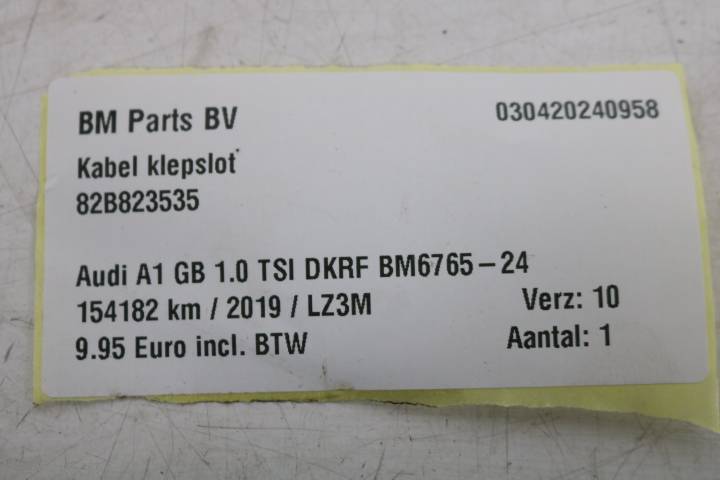 BM Parts BV 030420240958
Kabel klepslot
82B823535
Audi A1 GB 1.0 TSI DKRF BM6765-24
154182 km / 2019 / LZ3M Verz: 10
9.95 Euro incl. BTW Aantal: 1